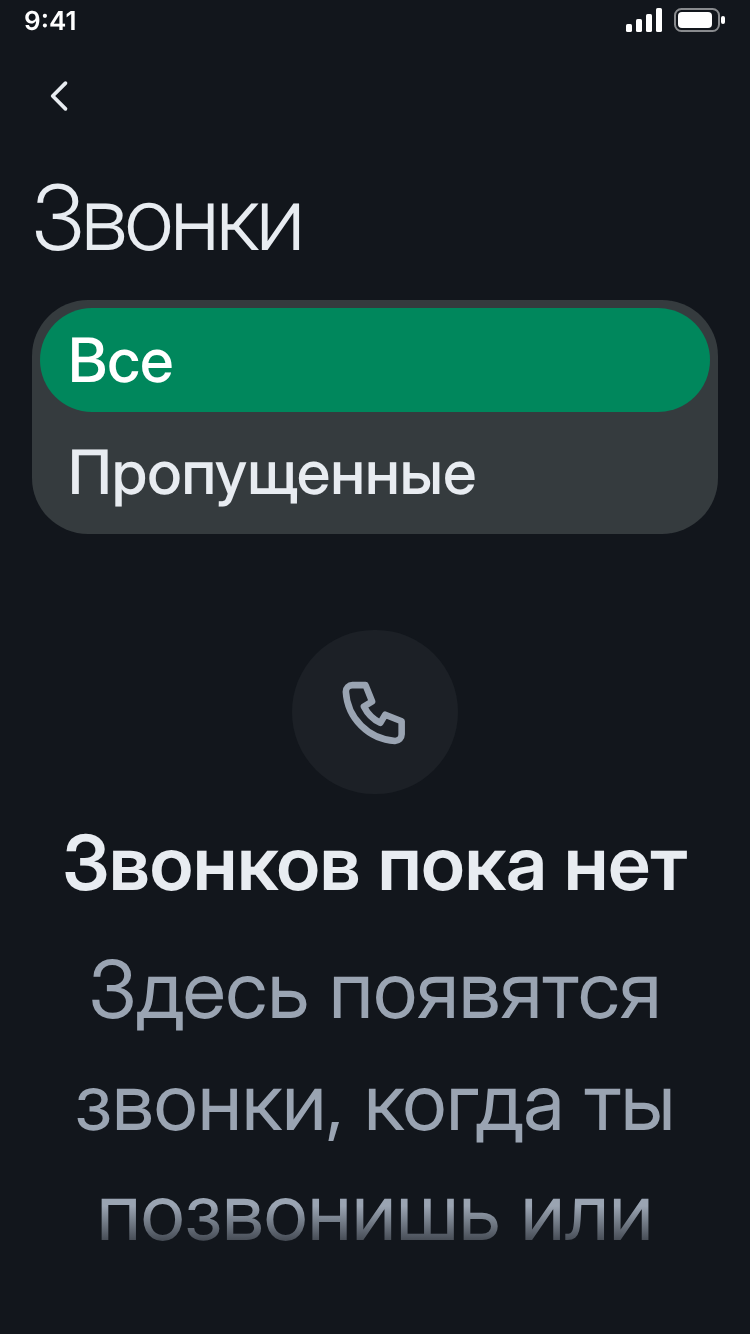 9:41
Звонки
Все
Пропущенные
Звонков пока нет
Здесь появятся
звонки, когда ты
позвонишь или